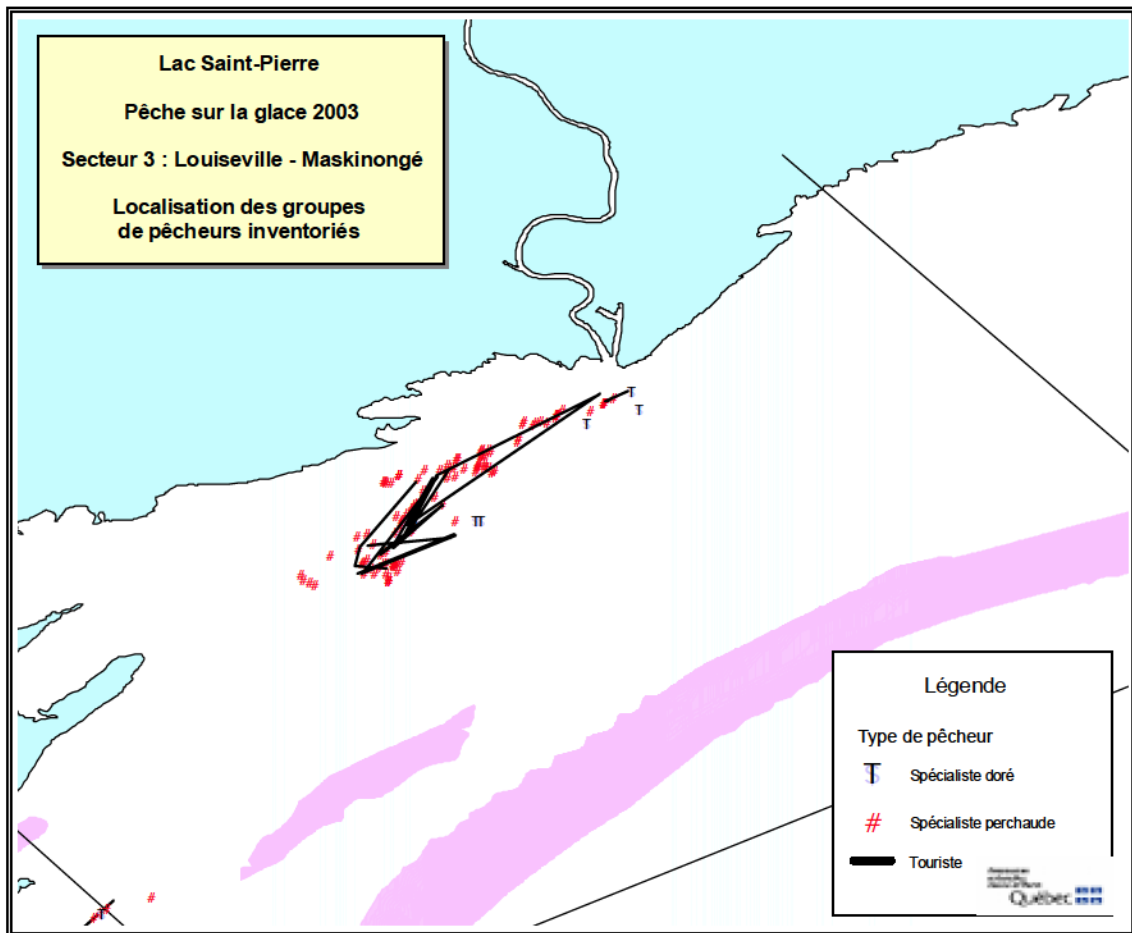 Lac Saint-Pierre
Pêche sur la glace 2003
Secteur 3 : Louiseville - Maskinongé
Localisation des groupes
de pêcheurs inventoriés
Légende
Type de pêcheur
Spécialiste doré
# Spécialiste perchaude
Touriste
Québec